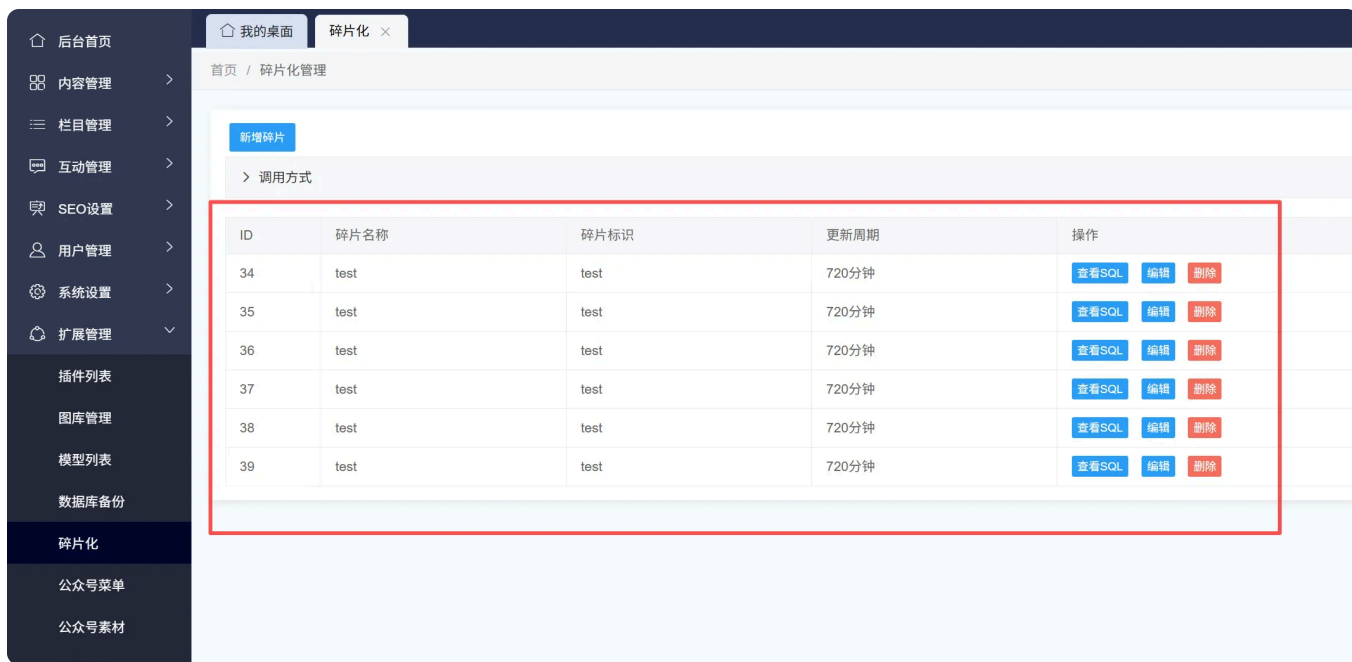 后台首页
内容管理
栏目管理
互动管理
SEO设置
用户管理
系统设置
扩展管理
插件列表
图库管理
模型列表
数据库备份
碎片化
公众号菜单
公众号素材
我的桌面 碎片化
首页 / 碎片化管理
新增碎片
调用方式
ID 碎片名称 碎片标识 更新周期 操作
34 test test 720分钟 查看SQL 编辑 删除
35 test test 720分钟 查看SQL 编辑 删除
36 test test 720分钟 查看SQL 编辑 删除
37 test test 720分钟 查看SQL 编辑 删除
38 test test 720分钟 查看SQL 编辑 删除
39 test test 720分钟 查看SQL 编辑 删除